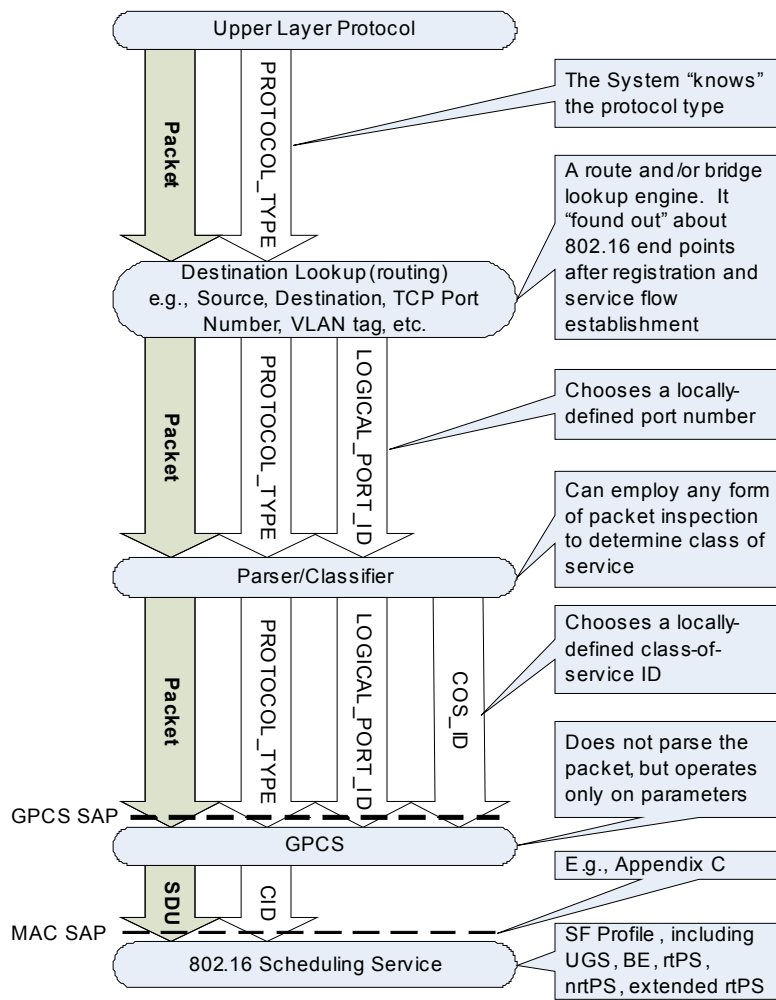 Upper Layer Protocol
Packet
PROTOCOL_TYPE
The System “knows”
the protocol type
A route and/or bridge
lookup engine. It
“found out” about
802.16 end points
after registration and
service flow
establishment
Destination Lookup (routing)
e.g., Source, Destination, TCP Port
Number, VLAN tag, etc.
Packet
PROTOCOL_TYPE
LOGICAL_PORT_ID
Chooses a locally-
defined port number
Can employ any form
of packet inspection
to determine class of
service
Parser/Classifier
Packet
PROTOCOL_TYPE
LOGICAL_PORT_ID
COS_ID
Chooses a locally-
defined class-of-
service ID
Does not parse the
packet, but operates
only on parameters
GPCS SAP
GPCS
SDU
CID
E.g., Appendix C
MAC SAP
802.16 Scheduling Service
SF Profile, including
UGS, BE, rtPS,
nrtPS, extended rtPS